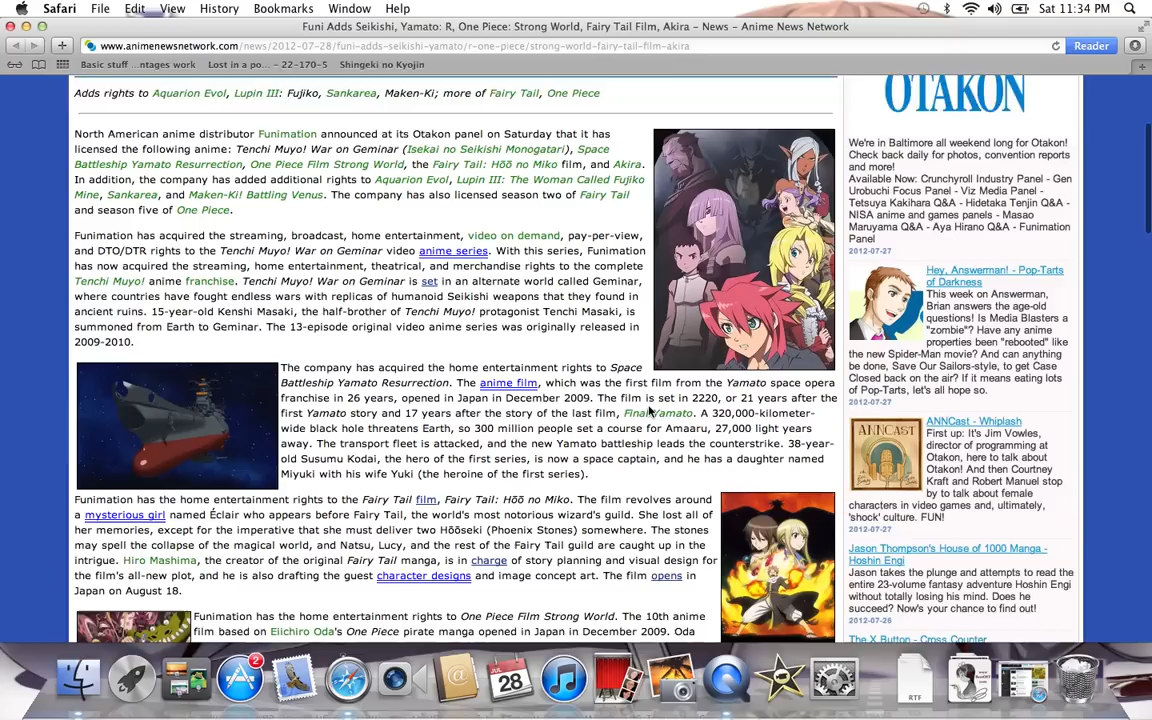 Safari File Edit View History Bookmarks Window Help Sat 11:34 PM
Funi Adds Seikishi, Yamato: R, One Piece: Strong World, Fairy Tail Film, Akira – News – Anime News Network
www.animenewsnetwork.com/news/2012-07-28/funi-adds-seikishi-yamato/r-one-piece/strong-world-fairy-tail-film-akira Reader
Basic stuff ...ntages work Lost in a po... – 22-170-5 Shingeki no Kyojin
Adds rights to Aquarion Evol, Lupin III: Fujiko, Sankarea, Maken-Ki; more of Fairy Tail, One Piece
North American anime distributor Funimation announced at its Otakon panel on Saturday that it has
licensed the following anime: Tenchi Muyo! War on Geminar (Isekai no Seikishi Monogatari), Space
Battleship Yamato Resurrection, One Piece Film Strong World, the Fairy Tail: Hōō no Miko film, and Akira.
In addition, the company has added additional rights to Aquarion Evol, Lupin III: The Woman Called Fujiko
Mine, Sankarea, and Maken-Ki! Battling Venus. The company has also licensed season two of Fairy Tail
and season five of One Piece.
Funimation has acquired the streaming, broadcast, home entertainment, video on demand, pay-per-view,
and DTO/DTR rights to the Tenchi Muyo! War on Geminar video anime series. With this series, Funimation
has now acquired the streaming, home entertainment, theatrical, and merchandise rights to the complete
Tenchi Muyo! anime franchise. Tenchi Muyo! War on Geminar is set in an alternate world called Geminar,
where countries have fought endless wars with replicas of humanoid Seikishi weapons that they found in
ancient ruins. 15-year-old Kenshi Masaki, the half-brother of Tenchi Muyo! protagonist Tenchi Masaki, is
summoned from Earth to Geminar. The 13-episode original video anime series was originally released in
2009-2010.
The company has acquired the home entertainment rights to Space
Battleship Yamato Resurrection. The anime film, which was the first film from the Yamato space opera
franchise in 26 years, opened in Japan in December 2009. The film is set in 2220, or 21 years after the
first Yamato story and 17 years after the story of the last film, Final Yamato. A 320,000-kilometer-
wide black hole threatens Earth, so 300 million people set a course for Amaaru, 27,000 light years
away. The transport fleet is attacked, and the new Yamato battleship leads the counterstrike. 38-year-
old Susumu Kodai, the hero of the first series, is now a space captain, and he has a daughter named
Miyuki with his wife Yuki (the heroine of the first series).
Funimation has the home entertainment rights to the Fairy Tail film, Fairy Tail: Hōō no Miko. The film revolves around
a mysterious girl named Éclair who appears before Fairy Tail, the world's most notorious wizard's guild. She lost all of
her memories, except for the imperative that she must deliver two Hōōseki (Phoenix Stones) somewhere. The stones
may spell the collapse of the magical world, and Natsu, Lucy, and the rest of the Fairy Tail guild are caught up in the
intrigue. Hiro Mashima, the creator of the original Fairy Tail manga, is in charge of story planning and visual design for
the film's all-new plot, and he is also drafting the guest character designs and image concept art. The film opens in
Japan on August 18.
Funimation has the home entertainment rights to One Piece Film Strong World. The 10th anime
film based on Eiichiro Oda's One Piece pirate manga opened in Japan in December 2009. Oda
OTAKON
We're in Baltimore all weekend long for Otakon!
Check back daily for photos, convention reports
and more!
Available Now: Crunchyroll Industry Panel - Gen
Urobuchi Focus Panel - Viz Media Panel -
Tetsuya Kakihara Q&A - Hidetaka Tenjin Q&A -
NISA anime and games panels - Masao
Maruyama Q&A - Aya Hirano Q&A - Funimation
Panel
2012-07-27
Hey, Answerman! - Pop-Tarts
of Darkness
This week on Answerman,
Brian answers the age-old
questions! Is Media Blasters a
"zombie"? Have any anime
properties been "rebooted" like
the new Spider-Man movie? And can anything
be done, Save Our Sailors-style, to get Case
Closed back on the air? If it means eating lots
of Pop-Tarts, let's all hope so.
2012-07-27
ANNCast - Whiplash
First up: It's Jim Vowles,
director of programming at
Otakon, here to talk about
Otakon! And then Courtney
Kraft and Robert Manuel stop
by to talk about female
characters in video games and, ultimately,
'shock' culture. FUN!
2012-07-27
ANNCAST
Jason Thompson's House of 1000 Manga -
Hoshin Engi
Jason takes the plunge and attempts to read the
entire 23-volume fantasy adventure Hoshin Engi
without totally losing his mind. Does he
succeed? Now's your chance to find out!
2012-07-26
The X Button - Cross Counter
2
JUL
28
RTF